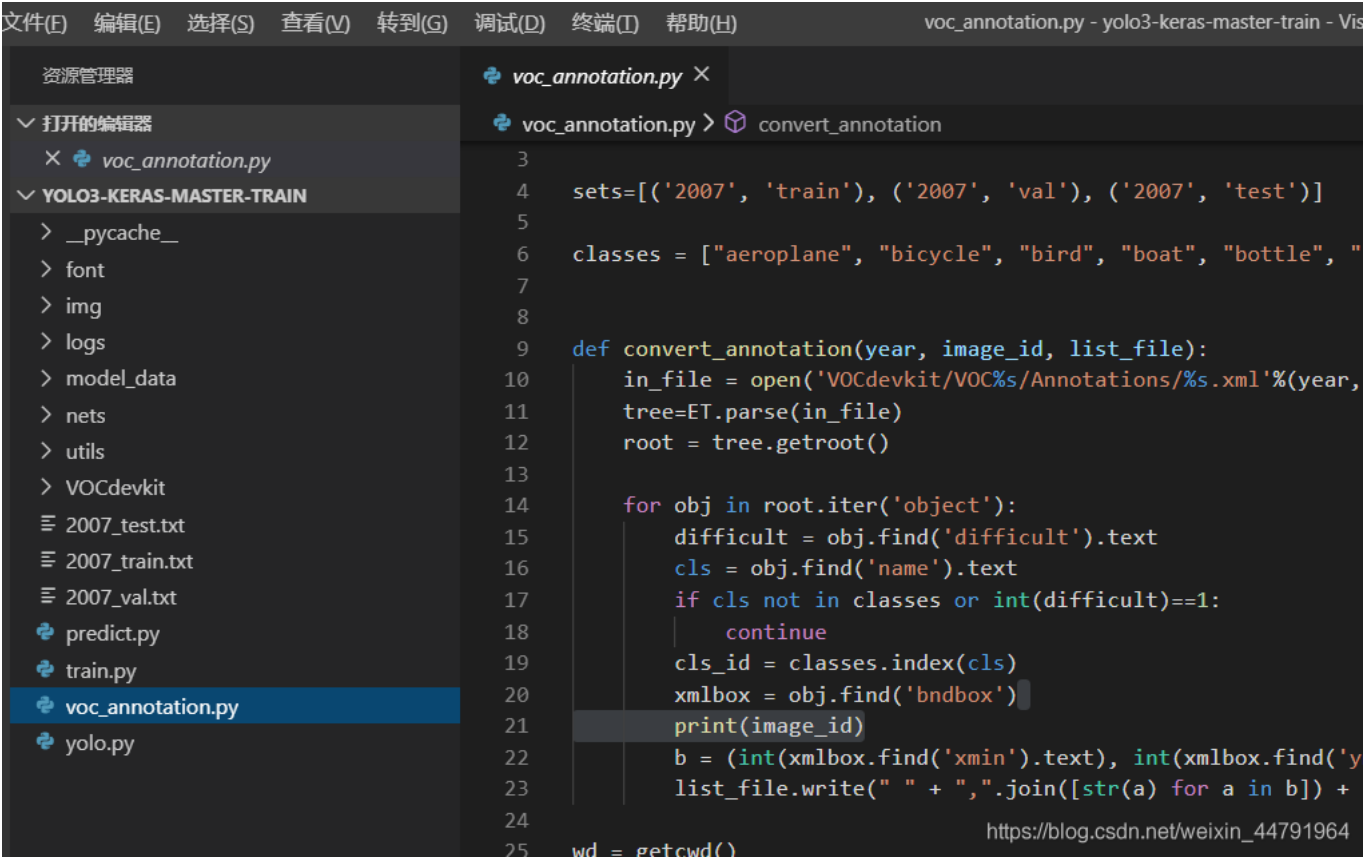 文件(F) 编辑(E) 选择(S) 查看(V) 转到(G) 调试(D) 终端(T) 帮助(H) voc_annotation.py - yolo3-keras-master-train - Vis
资源管理器
打开的编辑器
voc_annotation.py
YOLO3-KERAS-MASTER-TRAIN
__pycache__
font
img
logs
model_data
nets
utils
VOCdevkit
2007_test.txt
2007_train.txt
2007_val.txt
predict.py
train.py
voc_annotation.py
yolo.py
voc_annotation.py
voc_annotation.py > convert_annotation
3
4 sets=[('2007', 'train'), ('2007', 'val'), ('2007', 'test')]
5
6 classes = ["aeroplane", "bicycle", "bird", "boat", "bottle", "
7
8
9 def convert_annotation(year, image_id, list_file):
10 in_file = open('VOCdevkit/VOC%s/Annotations/%s.xml'%(year,
11 tree=ET.parse(in_file)
12 root = tree.getroot()
13
14 for obj in root.iter('object'):
15 difficult = obj.find('difficult').text
16 cls = obj.find('name').text
17 if cls not in classes or int(difficult)==1:
18 continue
19 cls_id = classes.index(cls)
20 xmlbox = obj.find('bndbox')
21 print(image_id)
22 b = (int(xmlbox.find('xmin').text), int(xmlbox.find('y
23 list_file.write(" " + ",".join([str(a) for a in b]) +
24
25 wd = getcwd()
https://blog.csdn.net/weixin_44791964